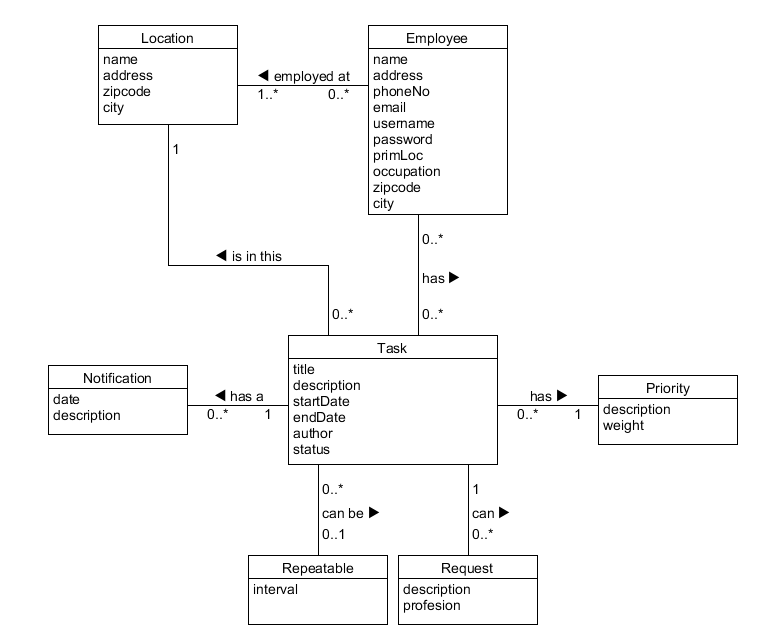 Location
name
address
zipcode
city
◀ employed at
1..*
0..*
Employee
name
address
phoneNo
email
username
password
primLoc
occupation
zipcode
city
1
◀ is in this
0..*
0..*
has ▶
0..*
Task
title
description
startDate
endDate
author
status
Notification
date
description
◀ has a
0..*
1
has ▶
0..*
1
Priority
description
weight
0..*
can be ▶
0..1
1
can ▶
0..*
Repeatable
interval
Request
description
profesion